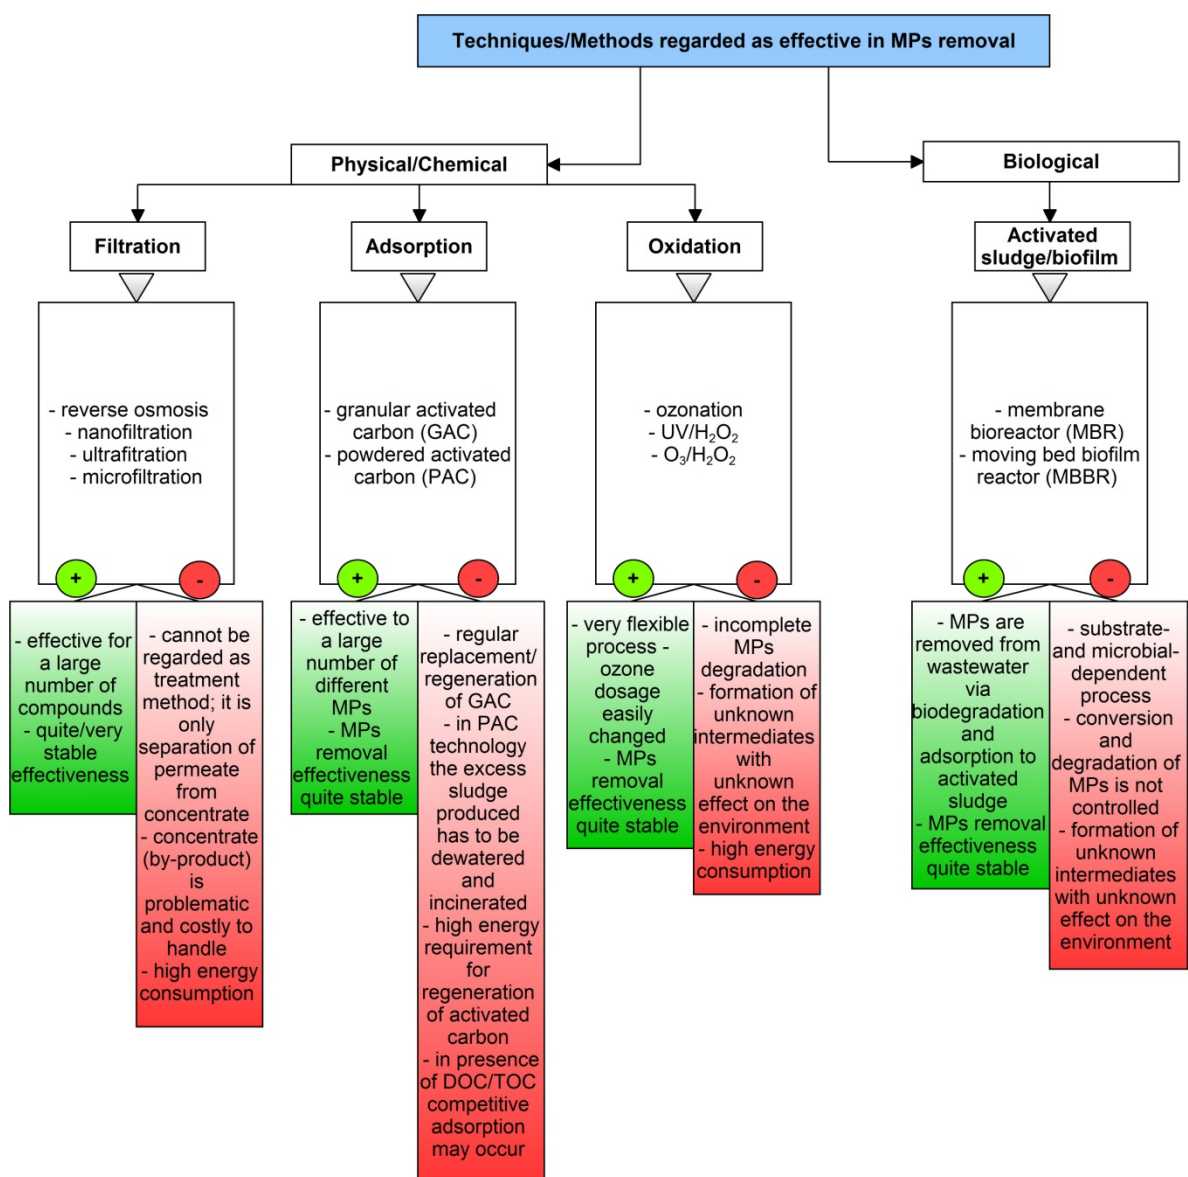 Techniques/Methods regarded as effective in MPs removal
Physical/Chemical
Biological
Filtration
Adsorption
Oxidation
Activated
sludge/biofilm
- reverse osmosis
- nanofiltration
- ultrafitration
- microfiltration
- granular activated
carbon (GAC)
- powdered activated
carbon (PAC)
- ozonation
- UV/H₂O₂
- O₃/H₂O₂
- membrane
bioreactor (MBR)
- moving bed biofilm
reactor (MBBR)
+
-
+
-
+
-
+
-
- effective for
a large
number of
compounds
- quite/very
stable
effectiveness
- cannot be
regarded as
treatment
method; it is
only
separation of
permeate
from
concentrate
- concentrate
(by-product)
is
problematic
and costly to
handle
- high energy
consumption
- effective to
a large
number of
different
MPs
- MPs
removal
effectiveness
quite stable
- regular
replacement/
regeneration
of GAC
- in PAC
technology
the excess
sludge
produced
has to be
dewatered
and
incinerated
- high energy
requirement
for
regeneration
of activated
carbon
- in presence
of DOC/TOC
competitive
adsorption
may occur
- very flexible
process -
ozone
dosage
easily
changed
- MPs
removal
effectiveness
quite stable
- incomplete
MPs
degradation
- formation of
unknown
intermediates
with
unknown
effect on the
environment
- high energy
consumption
- MPs are
removed from
wastewater
via
biodegradation
and
adsorption to
activated
sludge
- MPs removal
effectiveness
quite stable
- substrate-
and microbial-
dependent
process
- conversion
and
degradation of
MPs is not
controlled
- formation of
unknown
intermediates
with unknown
effect on the
environment